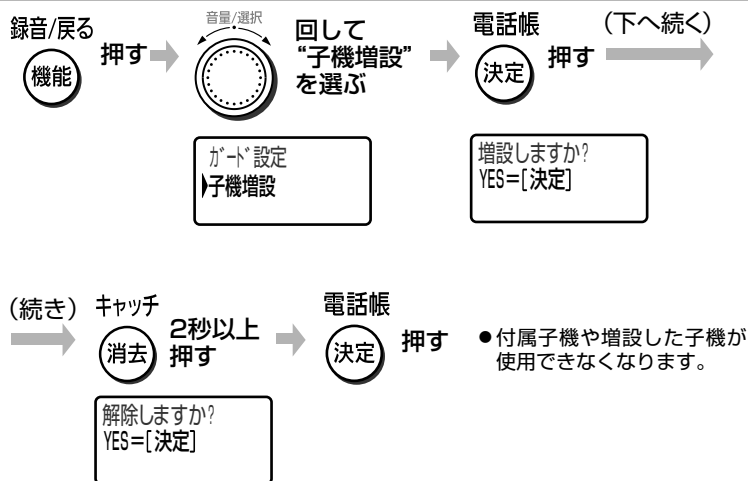 録音/戻る
機能
押す
音量/選択
回して
“子機増設”
を選ぶ
電話帳
決定
押す
(下へ続く)
ガード設定
子機増設
増設しますか?
YES=[決定]
(続き)
キャッチ
消去
2秒以上
押す
電話帳
決定
押す
●付属子機や増設した子機が
使用できなくなります。
解除しますか?
YES=[決定]